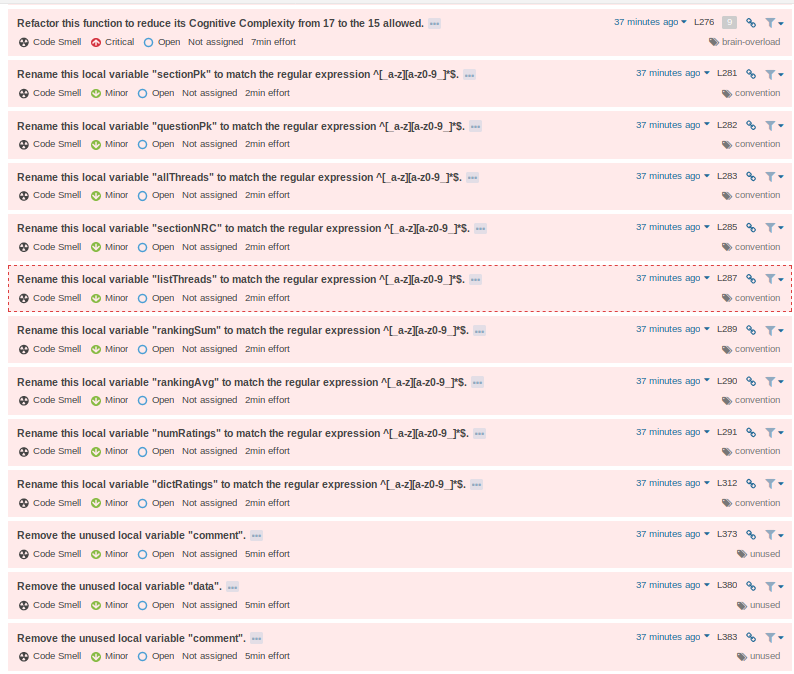 Refactor this function to reduce its Cognitive Complexity from 17 to the 15 allowed. ... 37 minutes ago L276 9
Code Smell Critical Open Not assigned 7min effort brain-overload
Rename this local variable "sectionPk" to match the regular expression ^[_a-z][a-z0-9_]*$. ... 37 minutes ago L281
Code Smell Minor Open Not assigned 2min effort convention
Rename this local variable "questionPk" to match the regular expression ^[_a-z][a-z0-9_]*$. ... 37 minutes ago L282
Code Smell Minor Open Not assigned 2min effort convention
Rename this local variable "allThreads" to match the regular expression ^[_a-z][a-z0-9_]*$. ... 37 minutes ago L283
Code Smell Minor Open Not assigned 2min effort convention
Rename this local variable "sectionNRC" to match the regular expression ^[_a-z][a-z0-9_]*$. ... 37 minutes ago L285
Code Smell Minor Open Not assigned 2min effort convention
Rename this local variable "listThreads" to match the regular expression ^[_a-z][a-z0-9_]*$. ... 37 minutes ago L287
Code Smell Minor Open Not assigned 2min effort convention
Rename this local variable "rankingSum" to match the regular expression ^[_a-z][a-z0-9_]*$. ... 37 minutes ago L289
Code Smell Minor Open Not assigned 2min effort convention
Rename this local variable "rankingAvg" to match the regular expression ^[_a-z][a-z0-9_]*$. ... 37 minutes ago L290
Code Smell Minor Open Not assigned 2min effort convention
Rename this local variable "numRatings" to match the regular expression ^[_a-z][a-z0-9_]*$. ... 37 minutes ago L291
Code Smell Minor Open Not assigned 2min effort convention
Rename this local variable "dictRatings" to match the regular expression ^[_a-z][a-z0-9_]*$. ... 37 minutes ago L312
Code Smell Minor Open Not assigned 2min effort convention
Remove the unused local variable "comment". ... 37 minutes ago L373
Code Smell Minor Open Not assigned 5min effort unused
Remove the unused local variable "data". ... 37 minutes ago L380
Code Smell Minor Open Not assigned 5min effort unused
Remove the unused local variable "comment". ... 37 minutes ago L383
Code Smell Minor Open Not assigned 5min effort unused